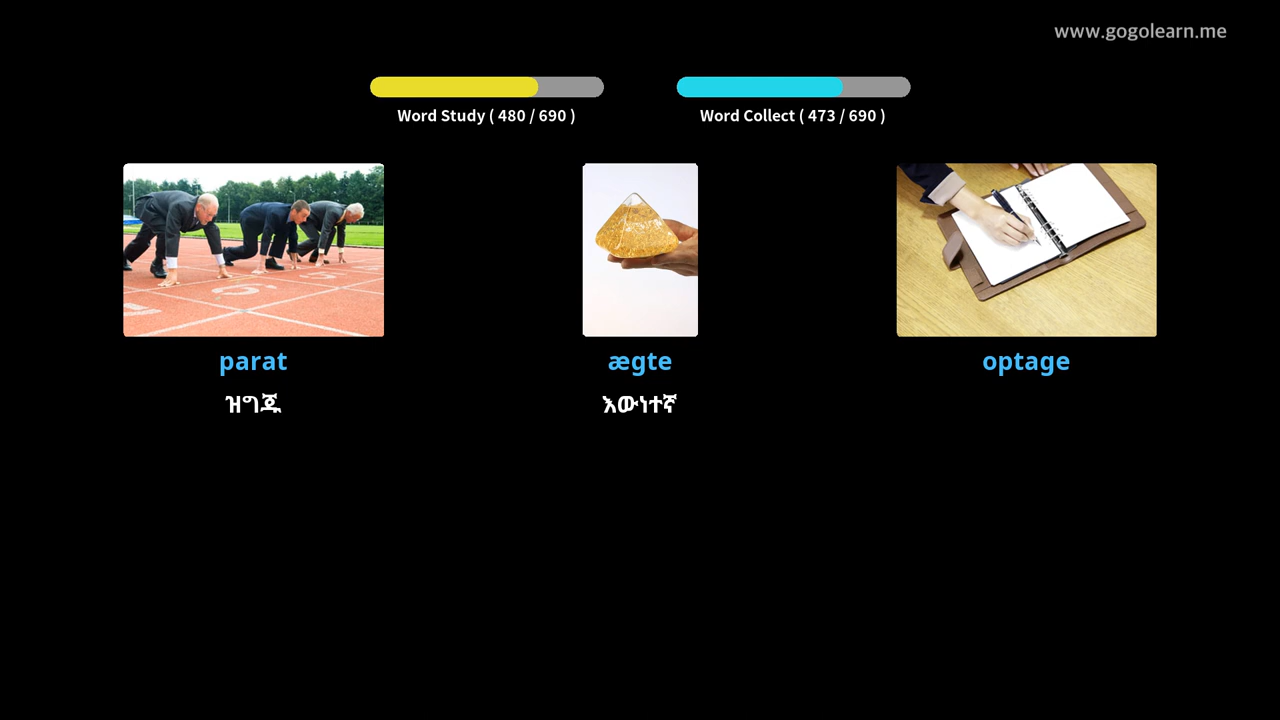 www.gogolearn.me
Word Study ( 480 / 690 )
Word Collect ( 473 / 690 )
parat
ægte
optage
ዝግጁ
እውነተኛ